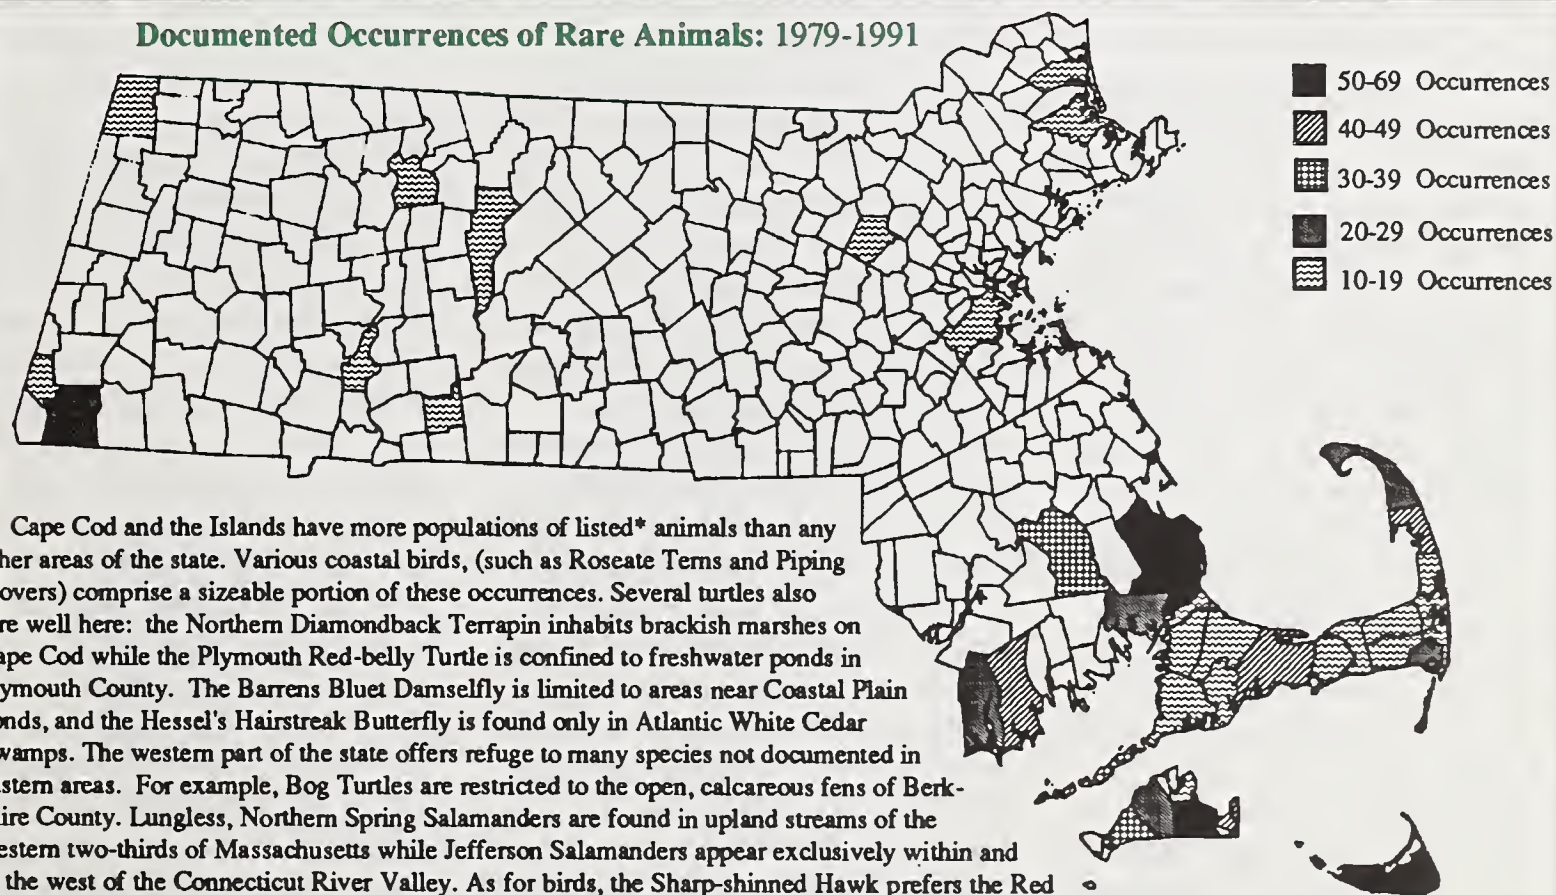 Documented Occurrences of Rare Animals: 1979-1991
50-69 Occurrences
40-49 Occurrences
30-39 Occurrences
20-29 Occurrences
10-19 Occurrences
Cape Cod and the Islands have more populations of listed* animals than any
her areas of the state. Various coastal birds, (such as Roseate Terns and Piping
overs) comprise a sizeable portion of these occurrences. Several turtles also
re well here: the Northern Diamondback Terrapin inhabits brackish marshes on
ape Cod while the Plymouth Red-belly Turtle is confined to freshwater ponds in
ymouth County. The Barrens Bluet Damselfly is limited to areas near Coastal Plain
onds, and the Hessel's Hairstreak Butterfly is found only in Atlantic White Cedar
wamps. The western part of the state offers refuge to many species not documented in
stern areas. For example, Bog Turtles are restricted to the open, calcareous fens of Berk-
ire County. Lungless, Northern Spring Salamanders are found in upland streams of the
estern two-thirds of Massachusetts while Jefferson Salamanders appear exclusively within and
the west of the Connecticut River Valley. As for birds, the Sharp-shinned Hawk prefers the Red